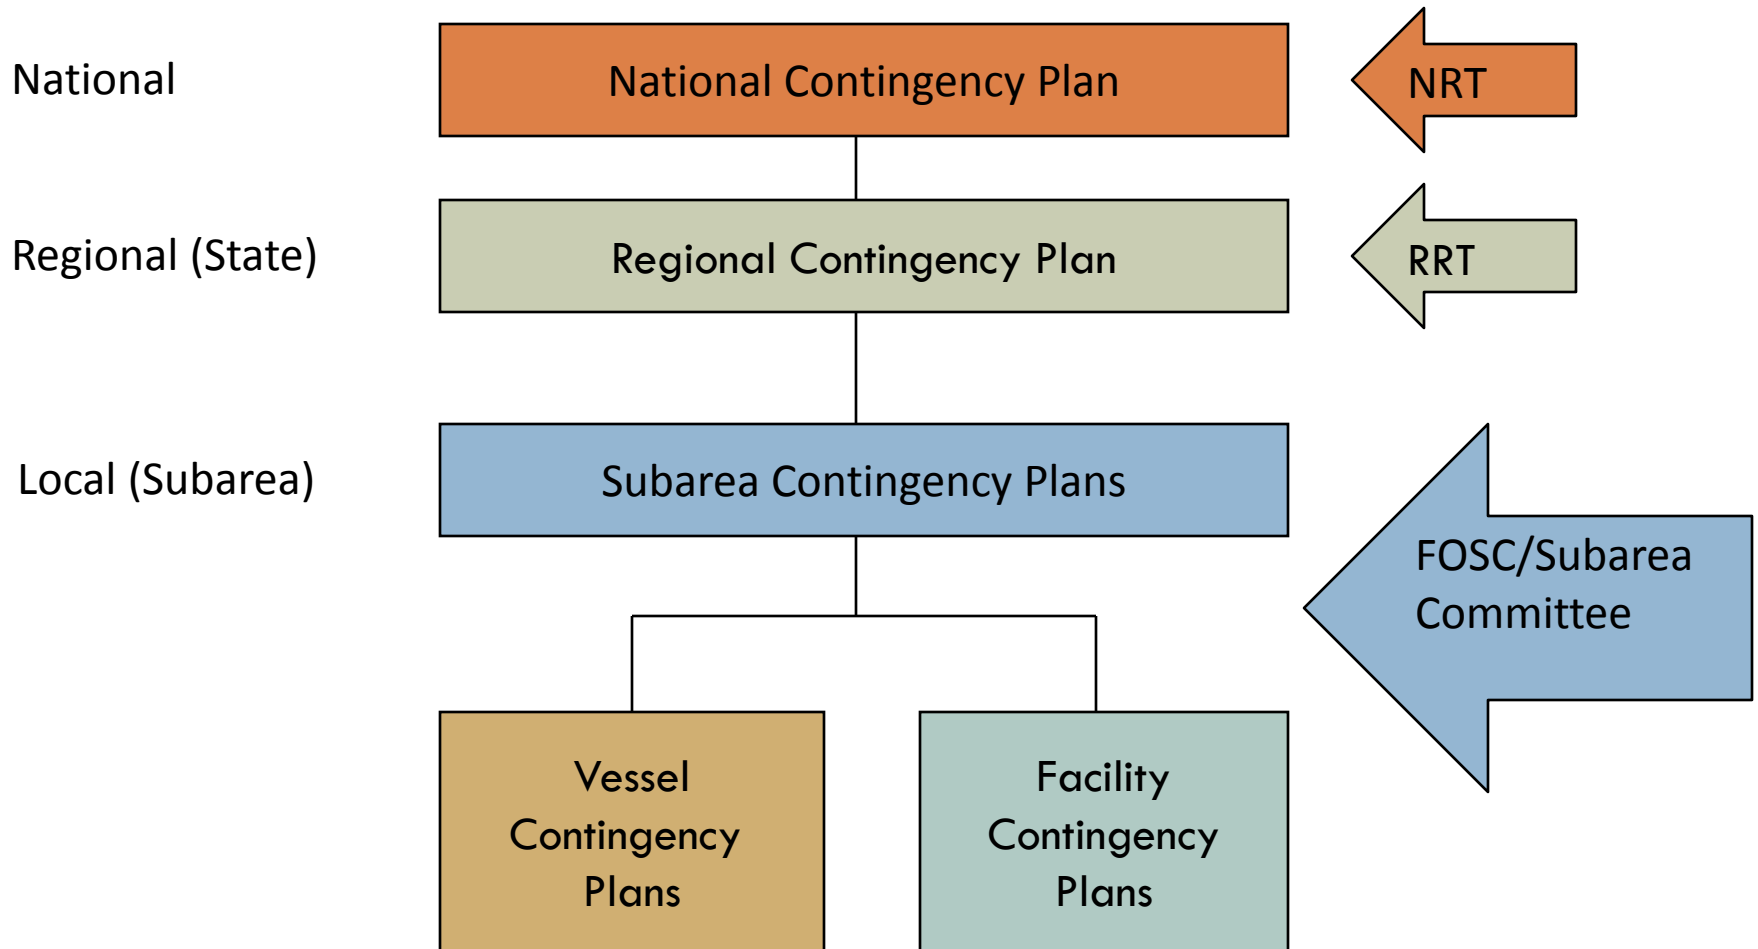 National
National Contingency Plan
NRT
Regional (State)
Regional Contingency Plan
RRT
Local (Subarea)
Subarea Contingency Plans
FOSC/Subarea
Committee
Vessel
Contingency
Plans
Facility
Contingency
Plans